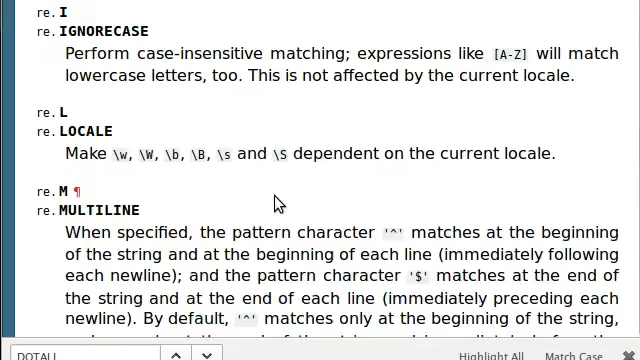 re.I
re.IGNORECASE
Perform case-insensitive matching; expressions like [A-Z] will match
lowercase letters, too. This is not affected by the current locale.
re.L
re.LOCALE
Make \w, \W, \b, \B, \s and \S dependent on the current locale.
re.M ¶
re.MULTILINE
When specified, the pattern character '^' matches at the beginning
of the string and at the beginning of each line (immediately following
each newline); and the pattern character '$' matches at the end of
the string and at the end of each line (immediately preceding each
newline). By default, '^' matches only at the beginning of the string,
DOTALL
Highlight All Match Case